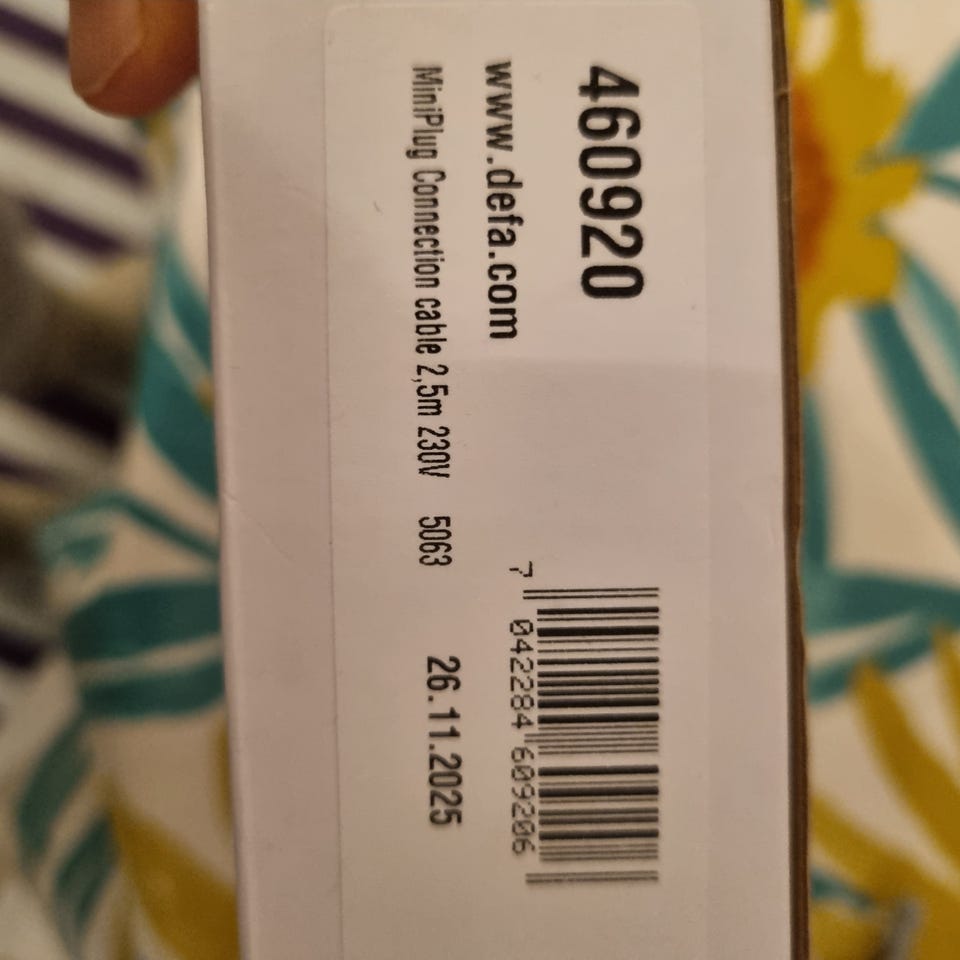 460920
www.defa.com
7 042284 609206
MiniPlug Connection cable 2,5m 230V 5063 26.11.2025